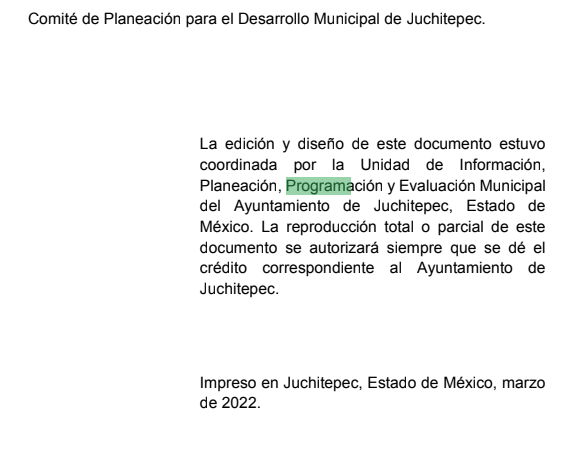 Comité de Planeación para el Desarrollo Municipal de Juchitepec.
La edición y diseño de este documento estuvo
coordinada por la Unidad de Información,
Planeación, Programación y Evaluación Municipal
del Ayuntamiento de Juchitepec, Estado de
México. La reproducción total o parcial de este
documento se autorizará siempre que se dé el
crédito correspondiente al Ayuntamiento de
Juchitepec.
Impreso en Juchitepec, Estado de México, marzo
de 2022.